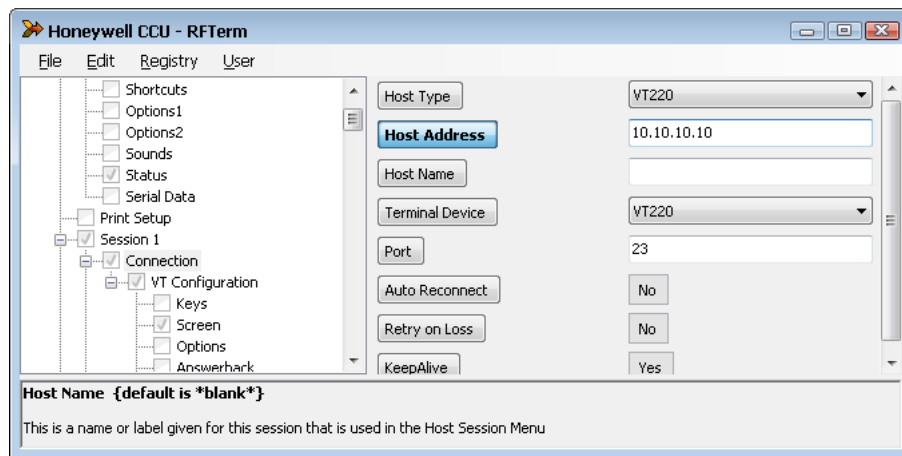 Honeywell CCU - RFTerm
File Edit Registry User
Shortcuts
Options1
Options2
Sounds
Status
Serial Data
Print Setup
Session 1
Connection
VT Configuration
Keys
Screen
Options
Answerback
Host Type VT220
Host Address 10.10.10.10
Host Name
Terminal Device VT220
Port 23
Auto Reconnect No
Retry on Loss No
KeepAlive Yes
Host Name {default is *blank*}
This is a name or label given for this session that is used in the Host Session Menu